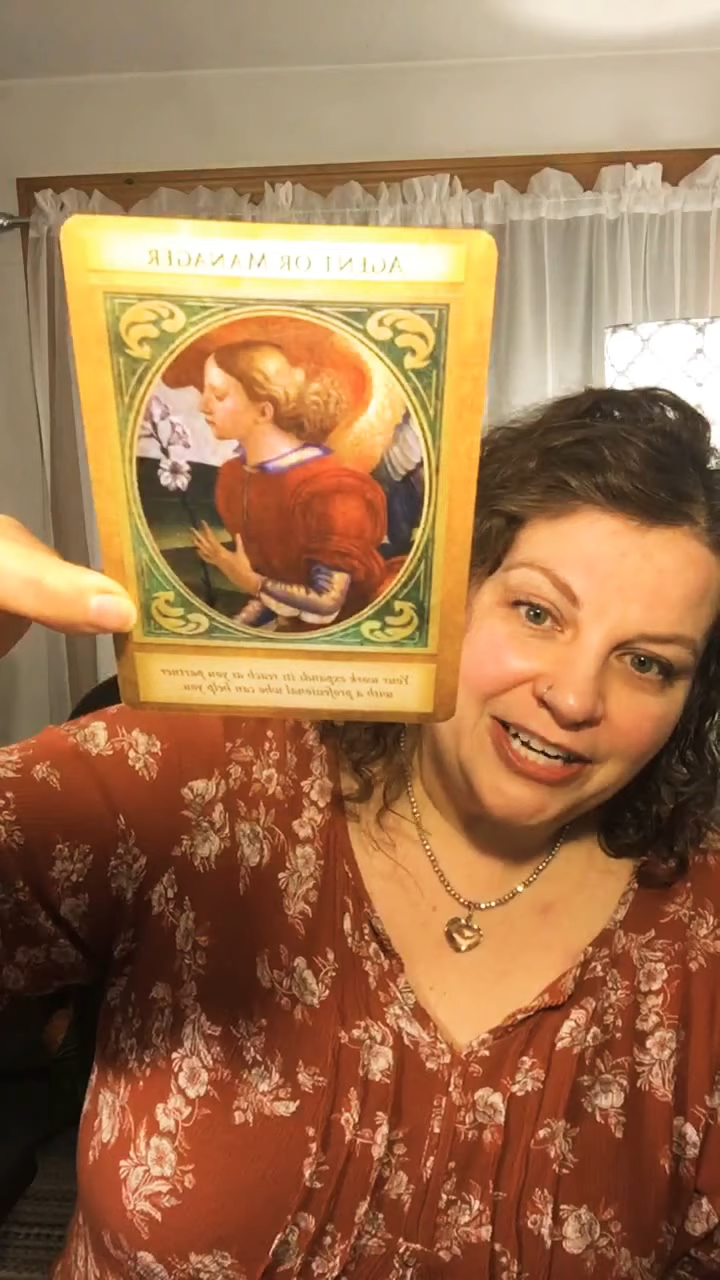 AGENT OR MANAGER
Your work expands its reach as you partner
with a professional who can help you.